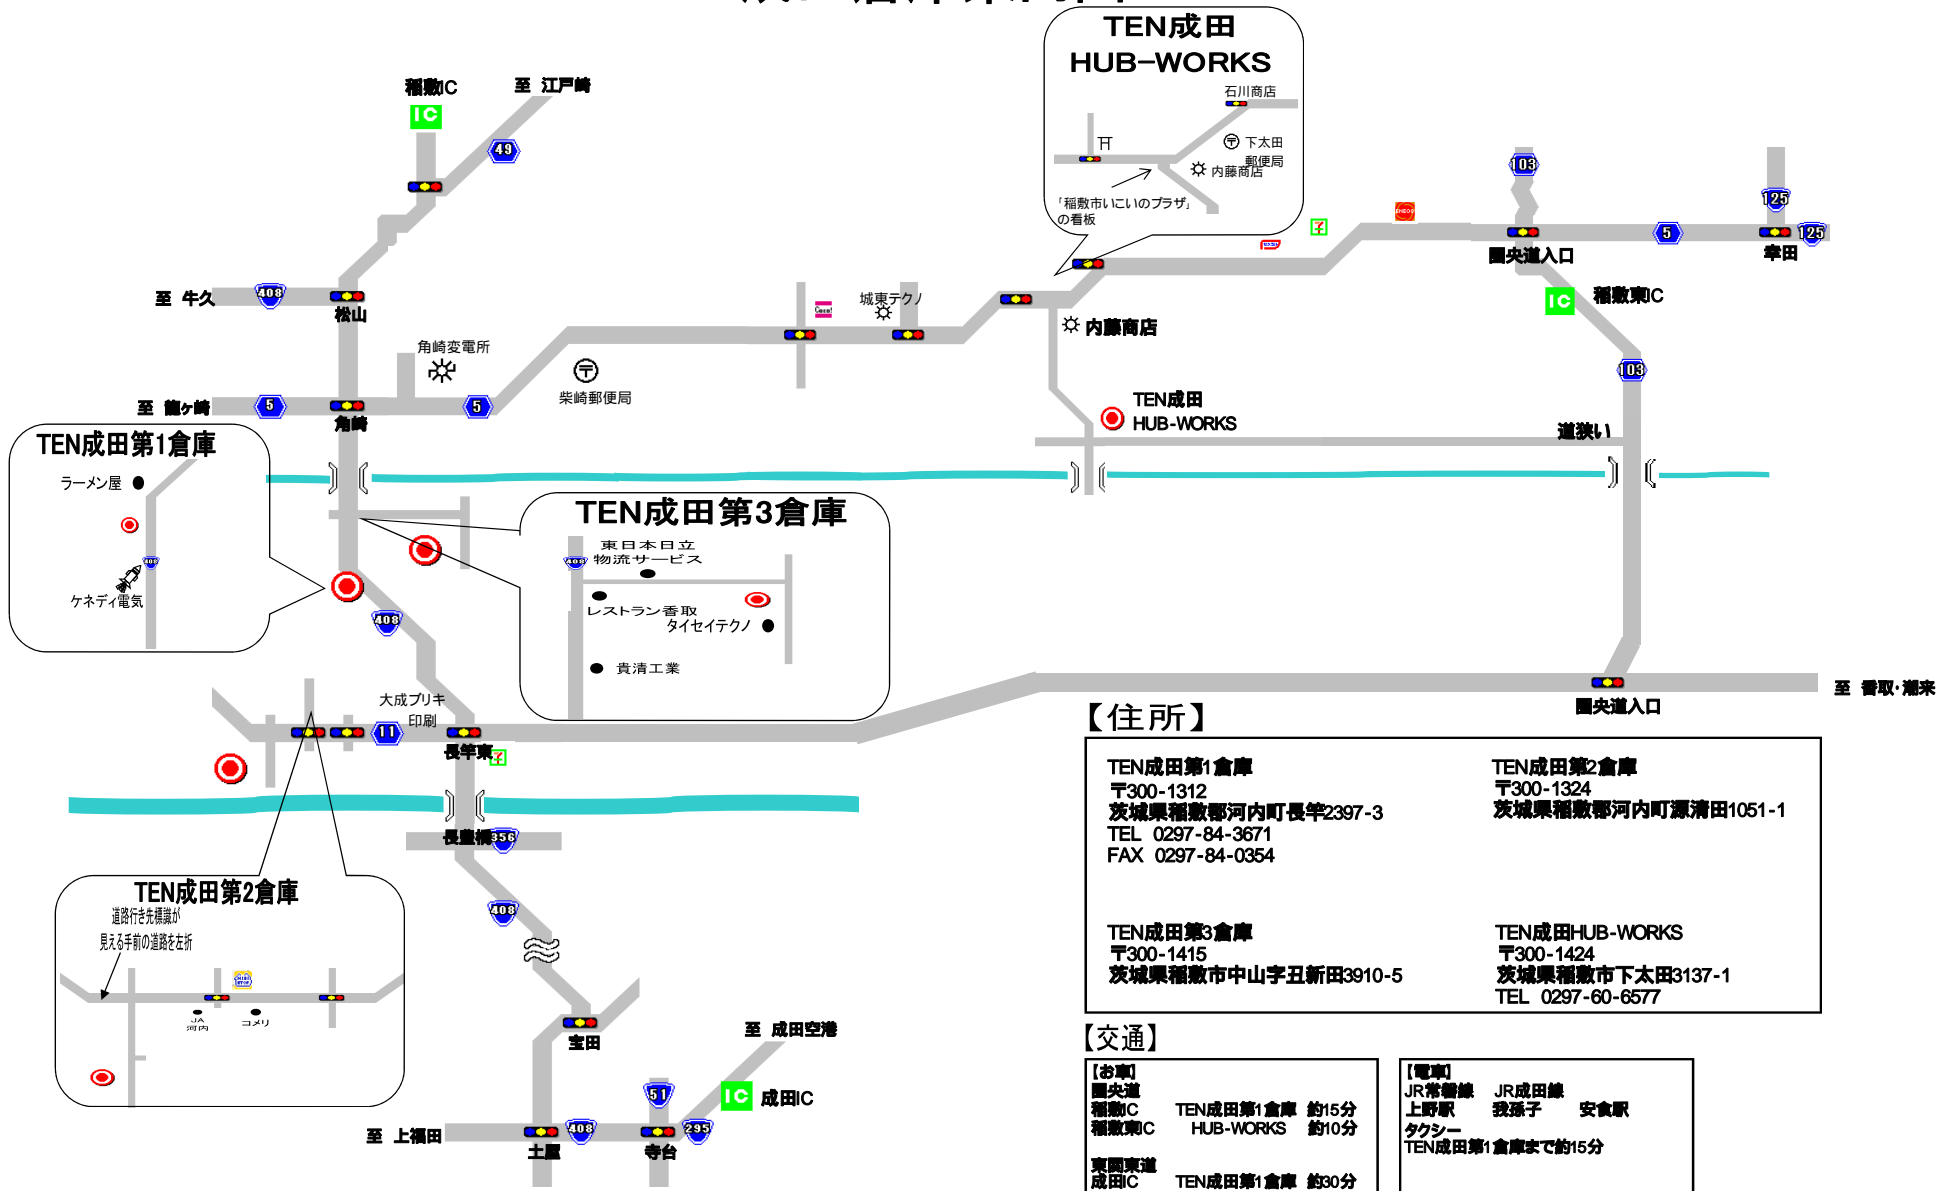 TEN成田
HUB-WORKS
石川商店
下太田
郵便局
内藤商店
「稲敷市いこいのプラザ」
の看板
稲敷IC
IC
至 江戸崎
49
103
125
ENEOS
5
125
圏央道入口
幸田
IC
稲敷東IC
至 牛久
408
松山
城東テクノ
内藤商店
角崎変電所
柴崎郵便局
103
至 龍ヶ崎
5
角崎
5
TEN成田
HUB-WORKS
道狭い
TEN成田第1倉庫
ラーメン屋
408
ケネディ電気
TEN成田第3倉庫
東日本日立
物流サービス
408
レストラン香取
タイセイテクノ
貴清工業
408
大成ブリキ
印刷
11
長竿東
至 香取・潮来
圏央道入口
長豊橋
356
408
TEN成田第2倉庫
道路行き先標識が
見える手前の道路を左折
JA
河内
コメリ
宝田
至 成田空港
51
IC
成田IC
至 上福田
408
295
土屋
寺台
【住所】
TEN成田第1倉庫
〒300-1312
茨城県稲敷郡河内町長竿2397-3
TEL 0297-84-3671
FAX 0297-84-0354
TEN成田第2倉庫
〒300-1324
茨城県稲敷郡河内町源清田1051-1
TEN成田第3倉庫
〒300-1415
茨城県稲敷市中山字丑新田3910-5
TEN成田HUB-WORKS
〒300-1424
茨城県稲敷市下太田3137-1
TEL 0297-60-6577
【交通】
【お車】
圏央道
稲敷IC TEN成田第1倉庫 約15分
稲敷東IC HUB-WORKS 約10分
東関東道
成田IC TEN成田第1倉庫 約30分
【電車】
JR常磐線 JR成田線
上野駅 我孫子 安食駅
タクシー
TEN成田第1倉庫まで約15分